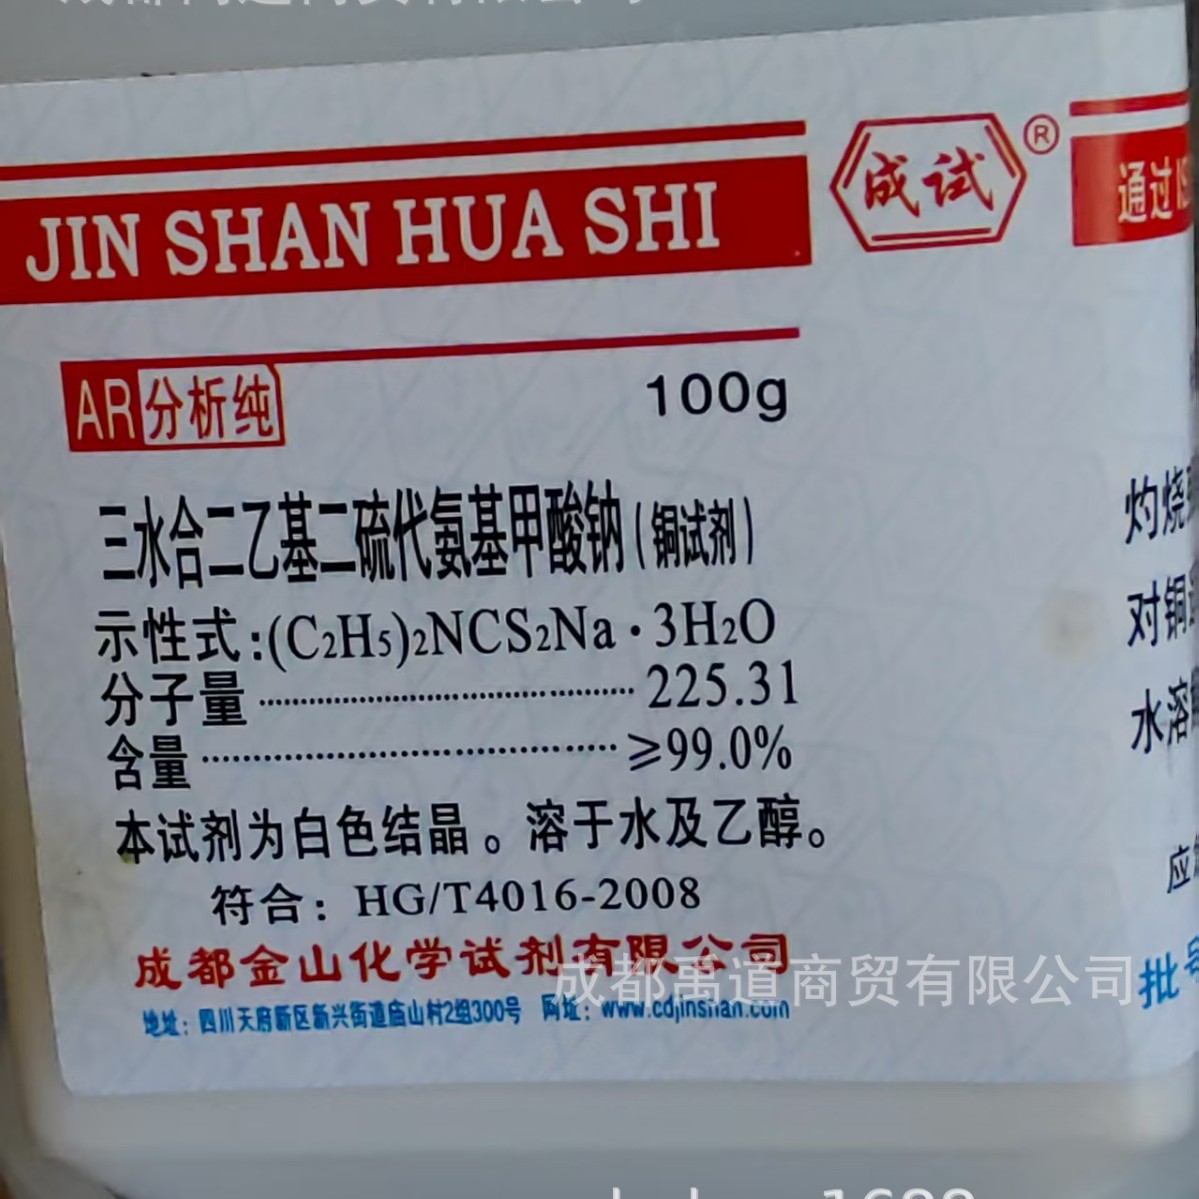 JIN SHAN HUA SHI
成试®
通过
AR分析纯
100g
三水合二乙基二硫代氨基甲酸钠(铜试剂)
示性式:(C₂H₅)₂NCS₂Na·3H₂O
分子量 225.31
含量 ≥99.0%
本试剂为白色结晶。溶于水及乙醇。
符合：HG/T4016-2008
成都金山化学试剂有限公司
地址：四川天府新区新兴街道庙山村2组300号 网址：www.cdjinshan.com
灼烧
对铜
水溶
批号
成都禹道商贸有限公司